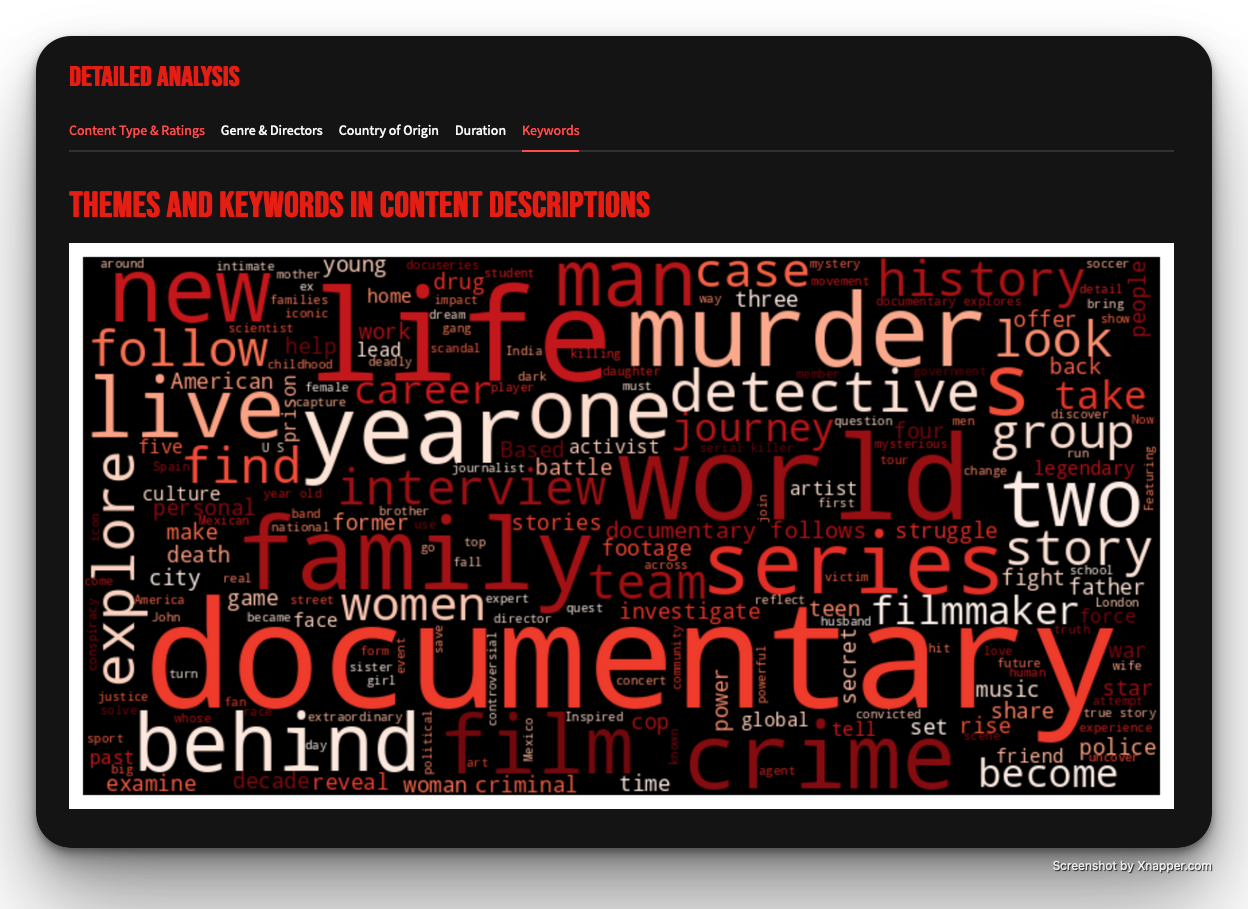 DETAILED ANALYSIS
Content Type & Ratings Genre & Directors Country of Origin Duration Keywords
THEMES AND KEYWORDS IN CONTENT DESCRIPTIONS
around
intimate
mother
young
docuseries
student
drug
man
case
mystery
movement
history
soccer
detail
people
new
ex
families
iconic
home
impact
dream
gang
life
way
three
documentary explores
bring
show
murder
offer
look
follow
scientist
help
childhood
work
lead
deadly
scandal
India
killing
daughter
dark
back
live
American
capture
prison
female
career
player
must
detective
member
government
s
take
discover
Now
year
one
five
U S
Spain
find
Based
activist
journalist
battle
journey
question
serial killer
four
men
mysterious
tour
group
run
change
legendary
Featuring
explore
culture
personal
Mexican
year old
interview
world
join
artist
first
two
icon
make
death
band
national
brother
former
use
stories
documentary follows
struggle
story
family
go
top
fall
footage
across
team
series
victim
fight
school
father
come
city
real
America
John
game
street
became
face
women
expert
director
quest
investigate
reflect
teen
husband
filmmaker
London
force
truth
conspiracy
documentary
turn
form
sister
girl
event
save
controversial
concert
community
powerful
power
secret
hit
love
future
human
war
wife
music
star
justice
solve
whose
fan
race
extraordinary
political
Inspired
cop
global
convicted
tell
set
share
rise
scene
attempt
true story
experience
sport
past
big
behind
day
film
art
Mexico
known
crime
agent
friend
police
uncover
examine
decade
reveal
woman
criminal
time
become
Screenshot by Xnapper.com